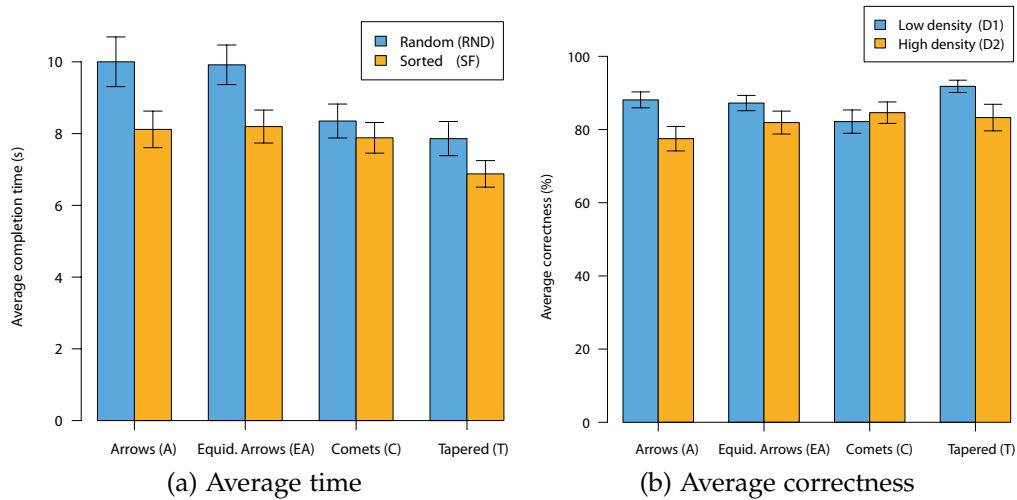 Random (RND)
Sorted (SF)
Average completion time (s)
10
8
6
4
2
0
Arrows (A)
Equid. Arrows (EA)
Comets (C)
Tapered (T)
(a) Average time
Low density (D1)
High density (D2)
Average correctness (%)
100
80
60
40
20
0
Arrows (A)
Equid. Arrows (EA)
Comets (C)
Tapered (T)
(b) Average correctness